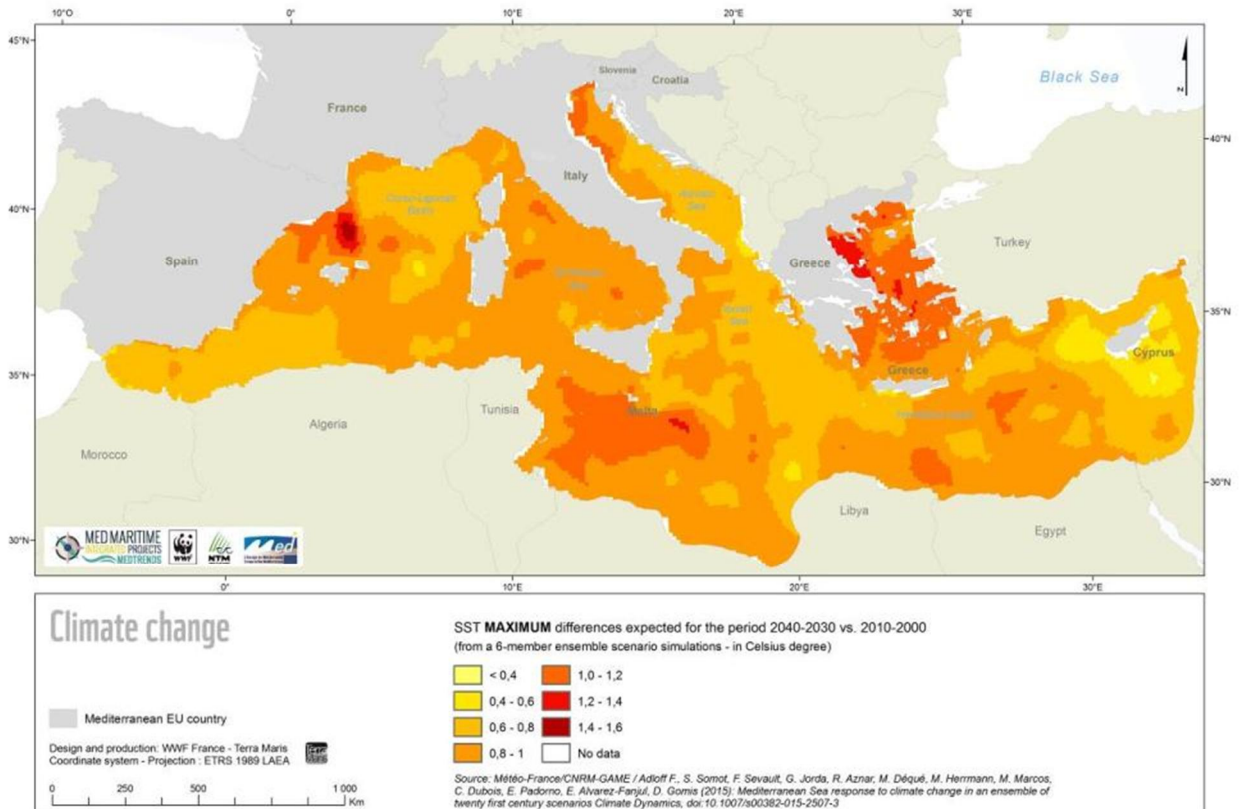 10°O 0° 10°E 20°E 30°E
45°N
Slovenia
Croatia
Black Sea
N
France
40°N
Italy
40°N
Spain
Greece
Turkey
35°N
Cyprus
Greece
35°N
Tunisia
Malta
Algeria
Morocco
30°N
Libya
Egypt
30°N
MED MARITIME
INTEGRATED PROJECTS
MEDTRENDS
WWF
NTM
Med
0° 10°E 20°E 30°E
Climate change
SST MAXIMUM differences expected for the period 2040-2030 vs. 2010-2000
(from a 6-member ensemble scenario simulations - in Celsius degree)
< 0,4 1,0 - 1,2
0,4 - 0,6 1,2 - 1,4
0,6 - 0,8 1,4 - 1,6
0,8 - 1 No data
Mediterranean EU country
Design and production: WWF France - Terra Maris
Coordinate system - Projection : ETRS 1989 LAEA
0 250 500 1 000
Km
Source: Météo-France/CNRM-GAME / Adloff F., S. Somot, F. Sevault, G. Jorda, R. Aznar, M. Déqué, M. Herrmann, M. Marcos,
C. Dubois, E. Padorno, E. Alvarez-Fanjul, D. Gomis (2015): Mediterranean Sea response to climate change in an ensemble of
twenty first century scenarios Climate Dynamics, doi:10.1007/s00382-015-2507-3